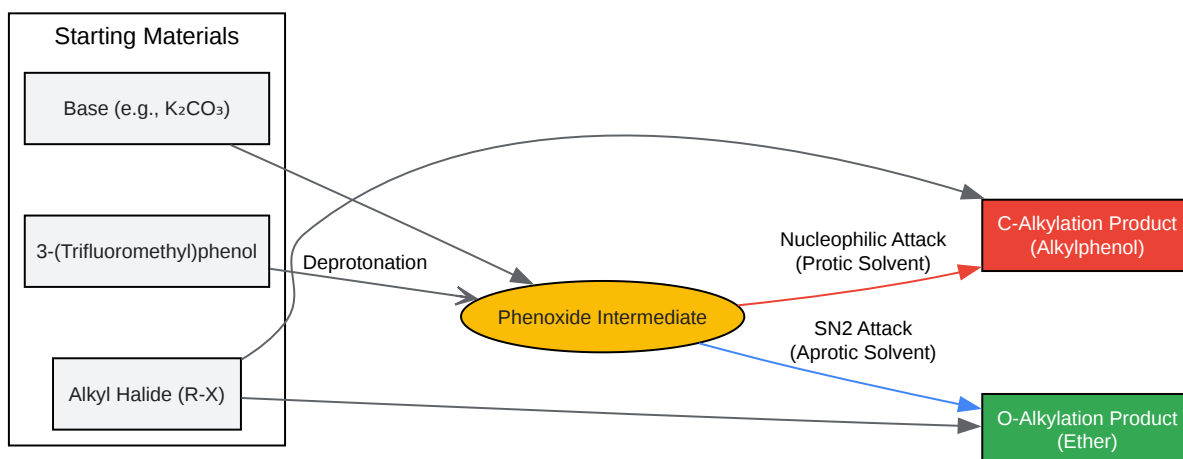 Starting Materials
Base (e.g., K₂CO₃)
3-(Trifluoromethyl)phenol
Alkyl Halide (R-X)
Deprotonation
Phenoxide Intermediate
Nucleophilic Attack
(Protic Solvent)
SN2 Attack
(Aprotic Solvent)
C-Alkylation Product
(Alkylphenol)
O-Alkylation Product
(Ether)